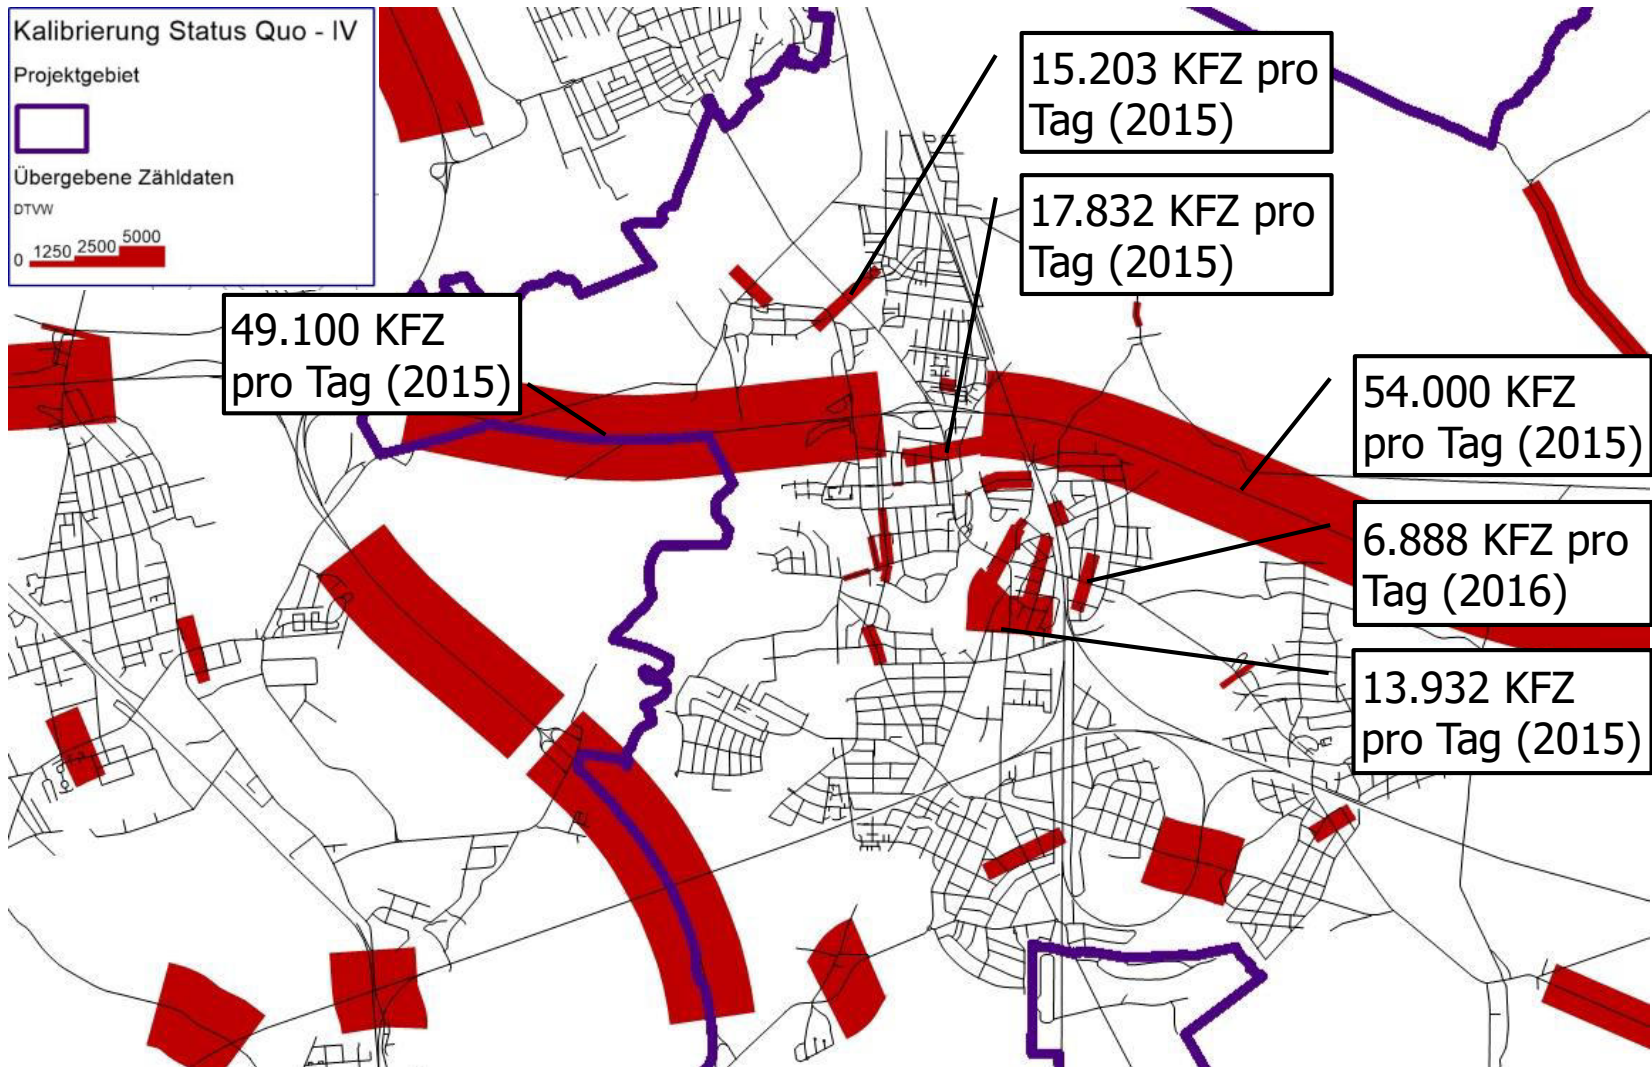 Kalibrierung Status Quo - IV
Projektgebiet
Übergebene Zähldaten
DTVW
0 1250 2500 5000
15.203 KFZ pro
Tag (2015)
17.832 KFZ pro
Tag (2015)
49.100 KFZ
pro Tag (2015)
54.000 KFZ
pro Tag (2015)
6.888 KFZ pro
Tag (2016)
13.932 KFZ
pro Tag (2015)